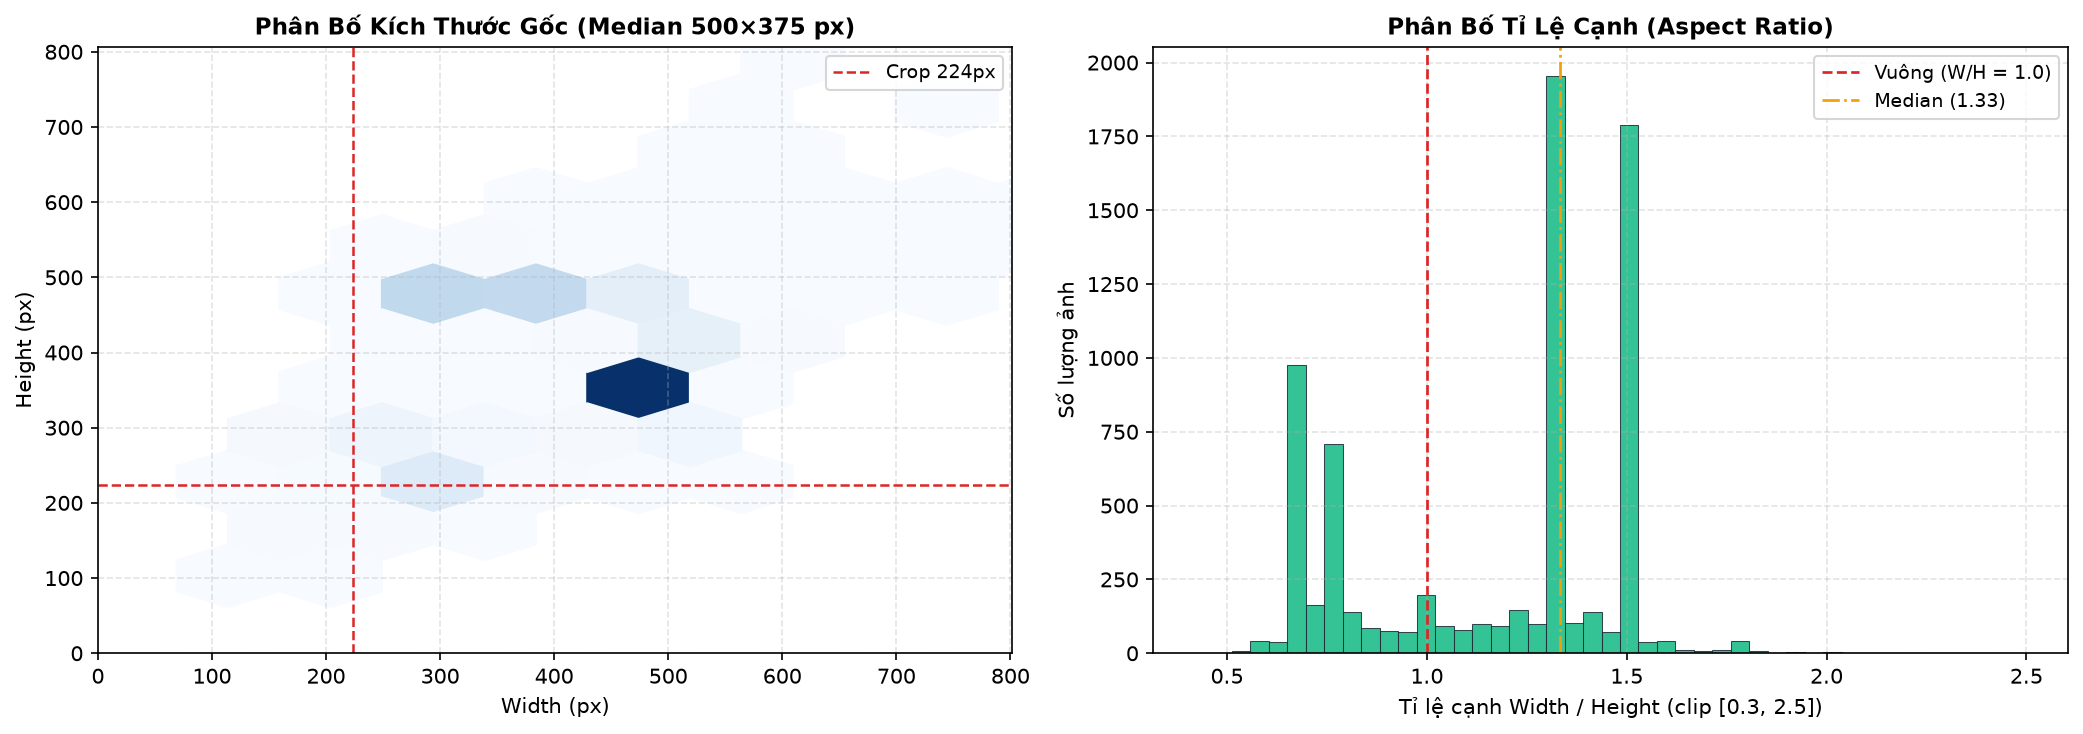 Phân Bố Kích Thước Gốc (Median 500×375 px)
Crop 224px
800
700
600
500
400
300
200
100
0
Height (px)
0 100 200 300 400 500 600 700 800
Width (px)
Phân Bố Tỉ Lệ Cạnh (Aspect Ratio)
Vuông (W/H = 1.0)
Median (1.33)
2000
1750
1500
1250
1000
750
500
250
0
Số lượng ảnh
0.5 1.0 1.5 2.0 2.5
Tỉ lệ cạnh Width / Height (clip [0.3, 2.5])